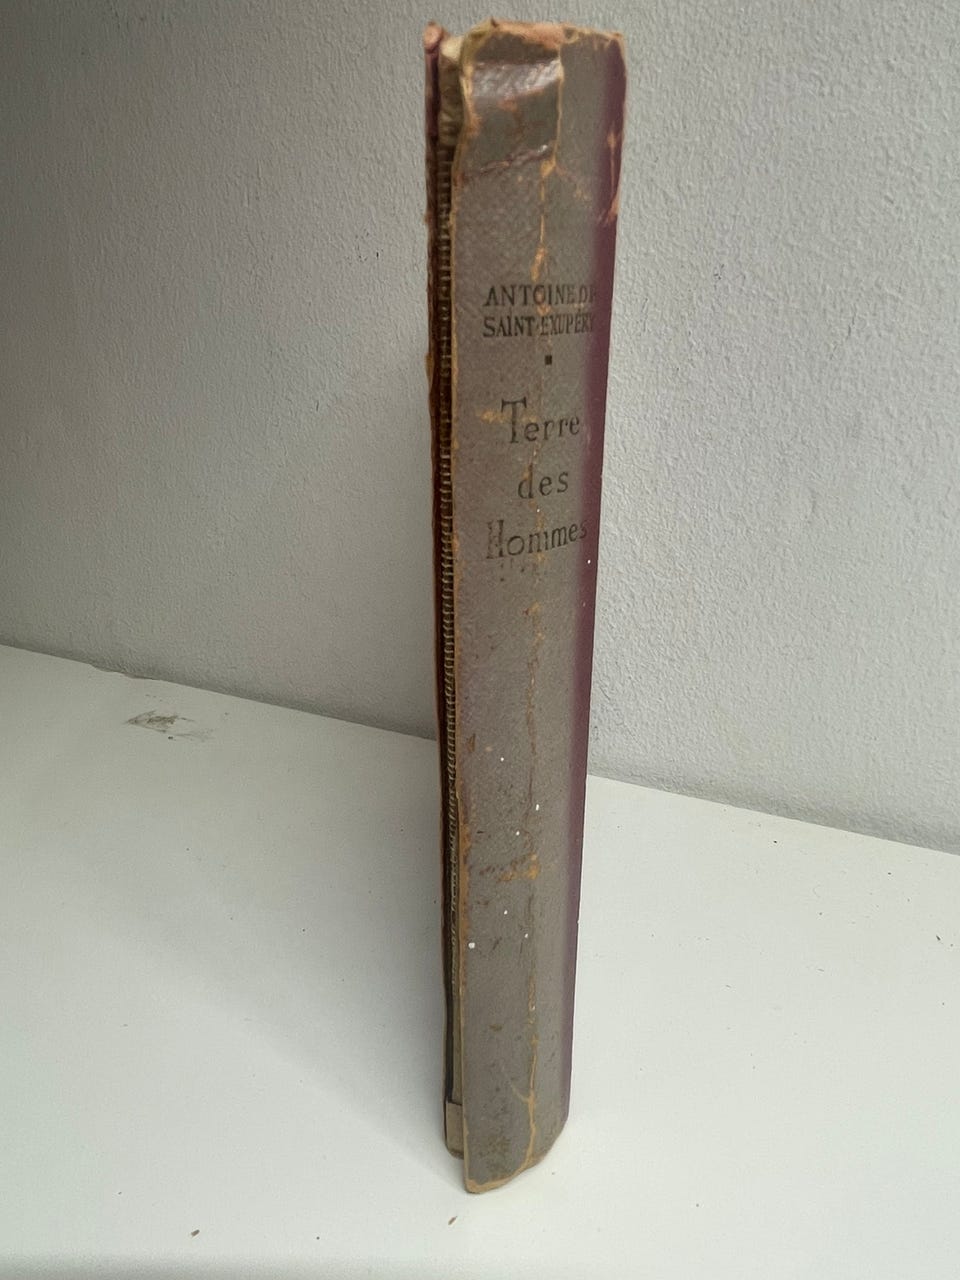 ANTOINE DE
SAINT-EXUPÉRY
Terre
des
Hommes